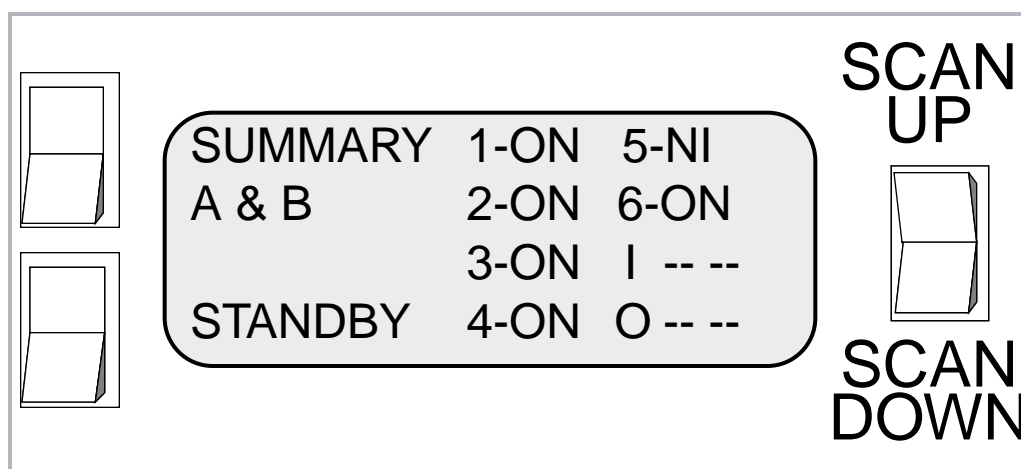 SCAN
UP
SUMMARY 1-ON 5-NI
A & B 2-ON 6-ON
3-ON I -- --
STANDBY 4-ON O -- --
SCAN
DOWN